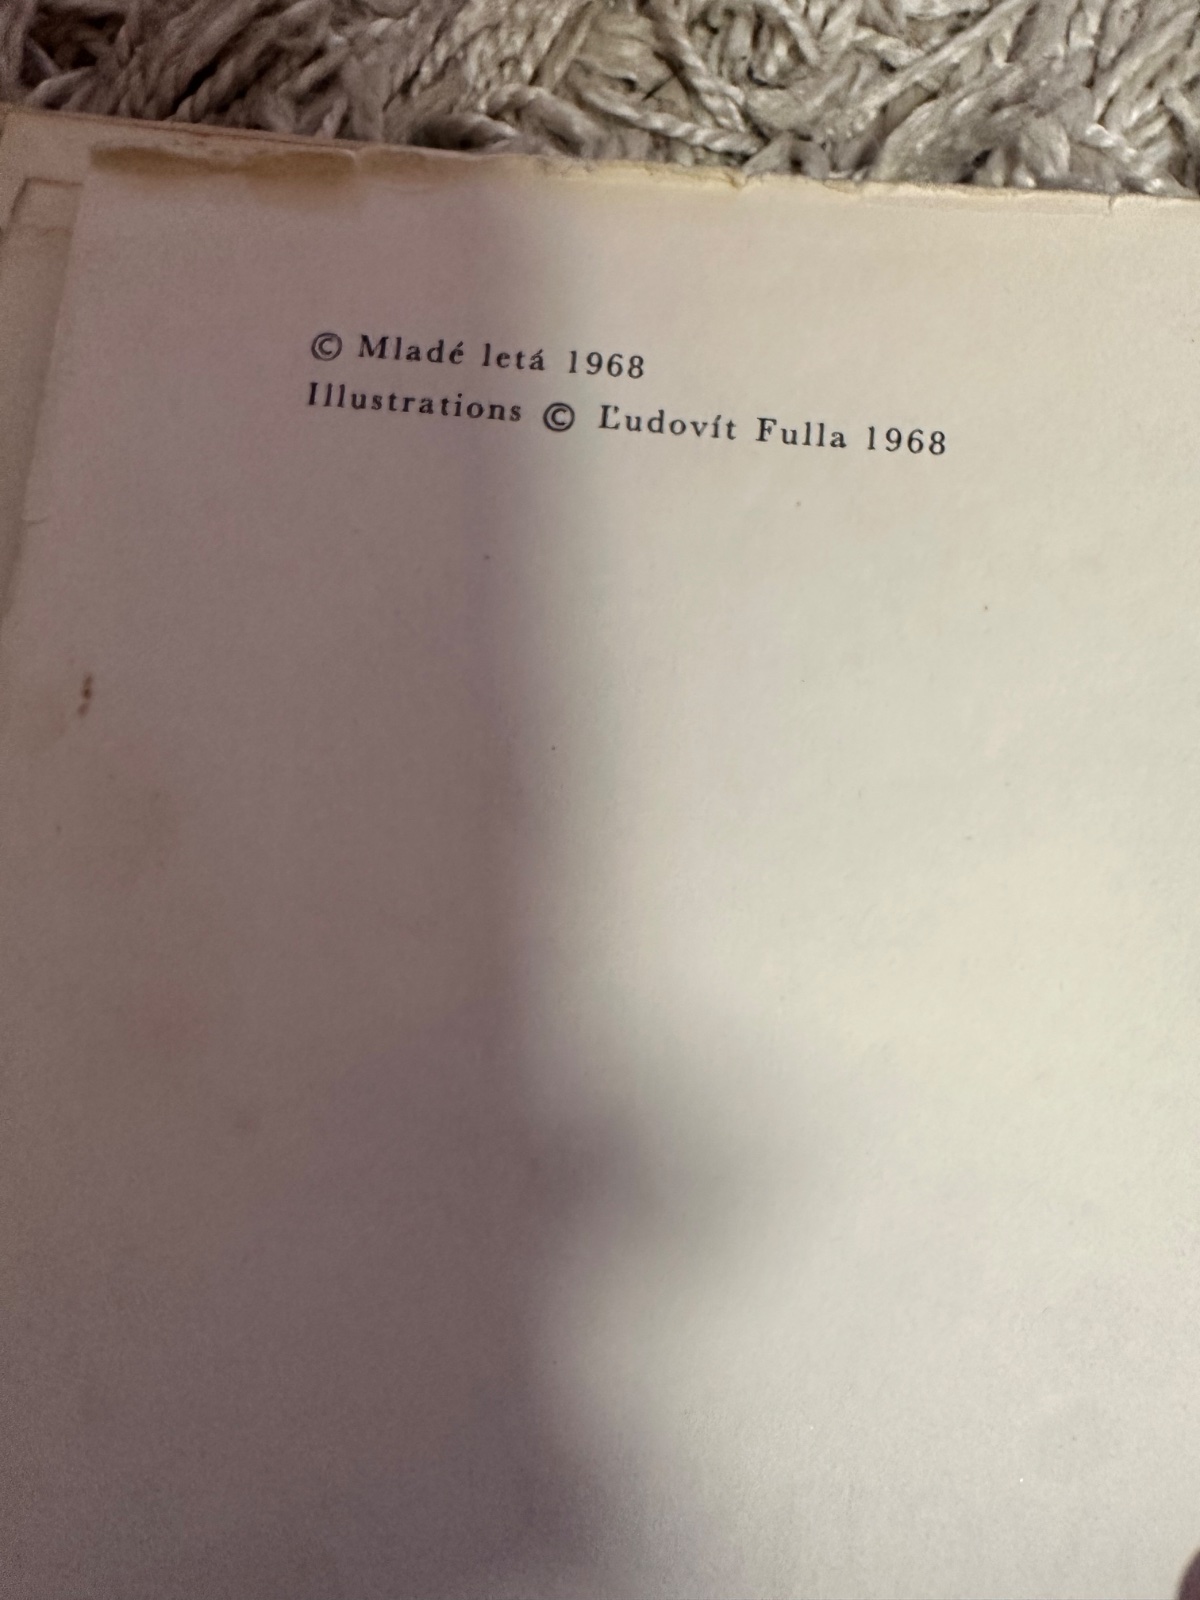 © Mladé letá 1968
Illustrations © Ľudovít Fulla 1968